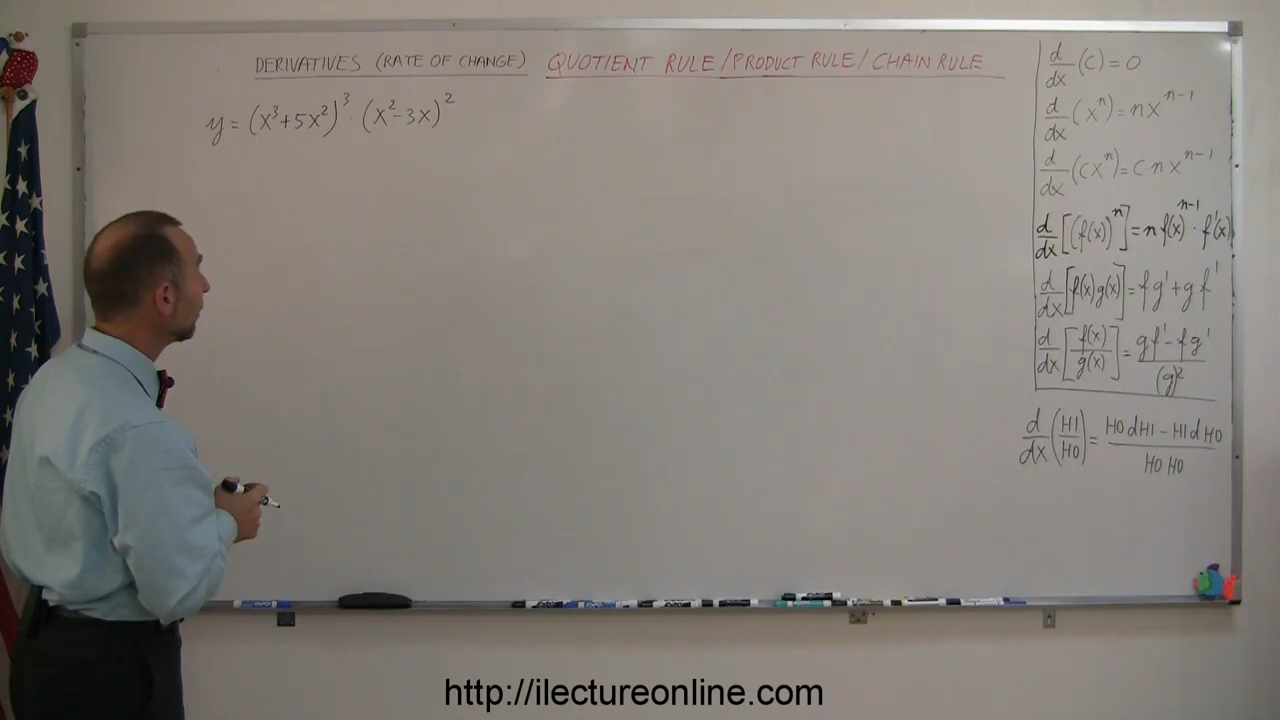 DERIVATIVES (RATE OF CHANGE) QUOTIENT RULE/PRODUCT RULE/CHAIN RULE
y = (x³+5x²)³ · (x²-3x)²
d/dx (C) = 0
d/dx (xⁿ) = nxⁿ⁻¹
d/dx (cxⁿ) = c n xⁿ⁻¹
d/dx [(f(x))ⁿ] = n f(x)ⁿ⁻¹ · f'(x)
d/dx [f(x)g(x)] = fg' + gf'
d/dx [f(x)/g(x)] = gf' - fg' / (g)²
d/dx (HI/HO) = HO dHI - HI dHO / HO HO
http://ilectureonline.com